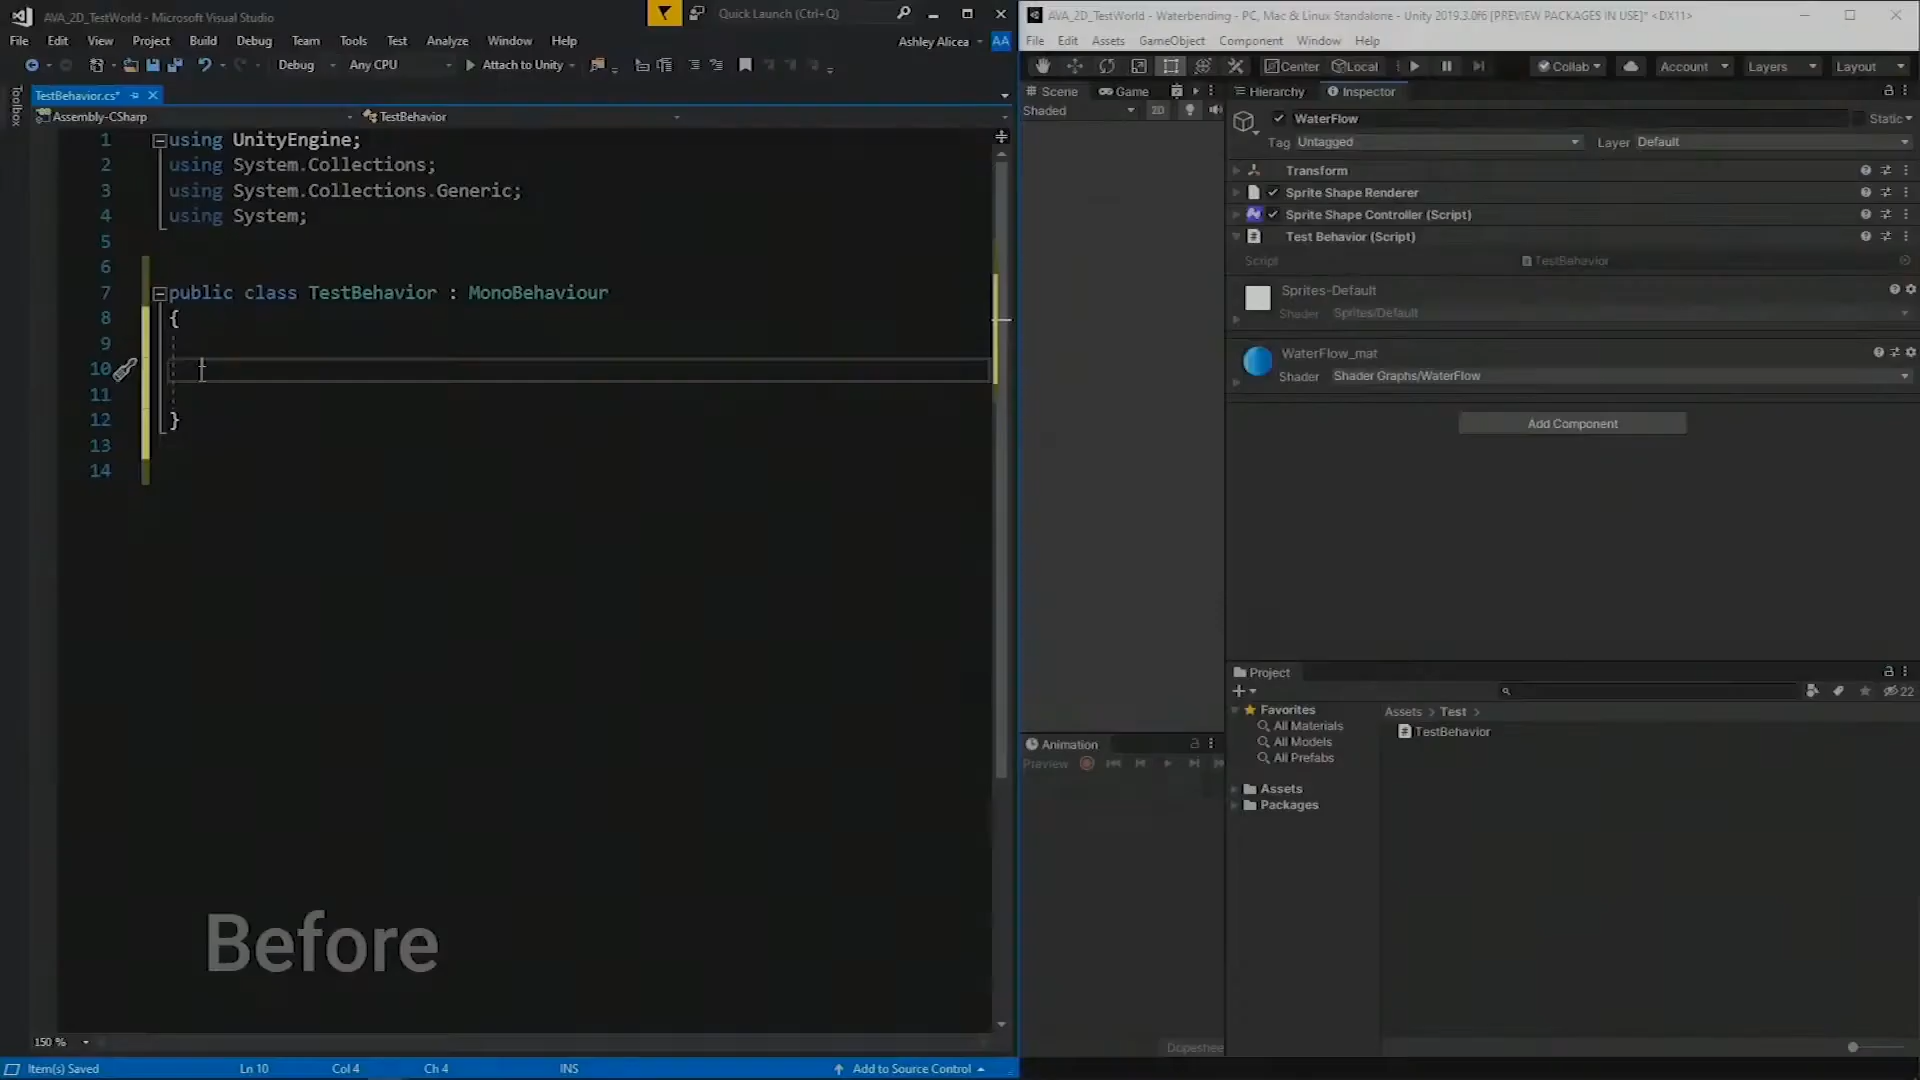 AVA_2D_TestWorld - Microsoft Visual Studio
Quick Launch (Ctrl+Q)
File Edit View Project Build Debug Team Tools Test Analyze Window Help
Ashley Alicea AA
Debug Any CPU Attach to Unity
Toolbox
TestBehavior.cs*
Assembly-CSharp TestBehavior
1 using UnityEngine;
2 using System.Collections;
3 using System.Collections.Generic;
4 using System;
5
6
7 public class TestBehavior : MonoBehaviour
8 {
9
10
11
12 }
13
14
Before
150 %
Item(s) Saved Ln 10 Col 4 Ch 4 INS Add to Source Control
AVA_2D_TestWorld - Waterbending - PC, Mac & Linux Standalone - Unity 2019.3.0f6 [PREVIEW PACKAGES IN USE]* <DX11>
File Edit Assets GameObject Component Window Help
Center Local Collab Account Layers Layout
Scene Game
Shaded 2D
Hierarchy Inspector
WaterFlow Static
Tag Untagged Layer Default
Transform
Sprite Shape Renderer
Sprite Shape Controller (Script)
Test Behavior (Script)
Script TestBehavior
Sprites-Default
Shader Sprites/Default
WaterFlow_mat
Shader Shader Graphs/WaterFlow
Add Component
Project
22
Favorites
All Materials
All Models
All Prefabs
Assets
Packages
Assets > Test >
TestBehavior
Animation
Preview
Dopeshee